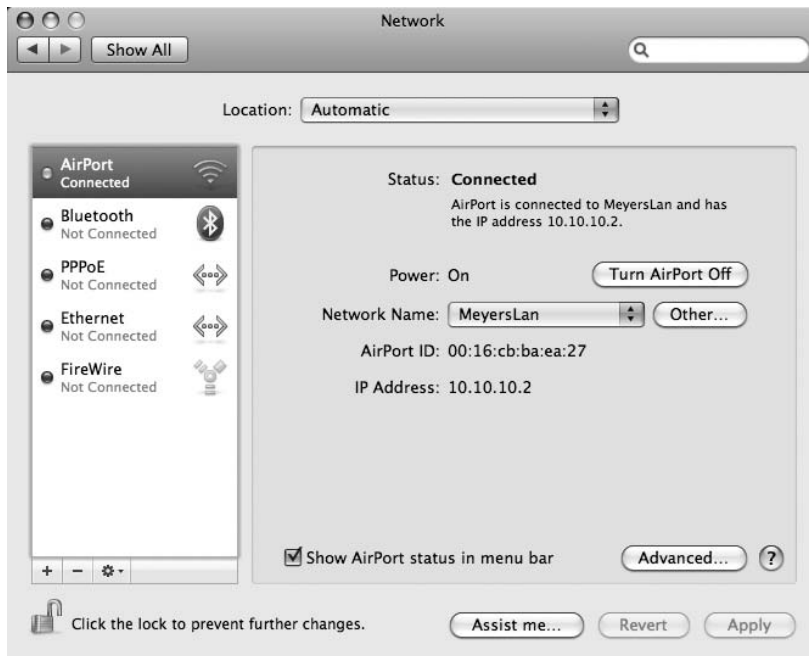 Network
Show All
Location: Automatic
AirPort
Connected
Bluetooth
Not Connected
PPPoE
Not Connected
Ethernet
Not Connected
FireWire
Not Connected
Status: Connected
AirPort is connected to MeyersLan and has
the IP address 10.10.10.2.
Power: On Turn AirPort Off
Network Name: MeyersLan Other...
AirPort ID: 00:16:cb:ba:ea:27
IP Address: 10.10.10.2
Show AirPort status in menu bar Advanced... ?
Click the lock to prevent further changes. Assist me... Revert Apply